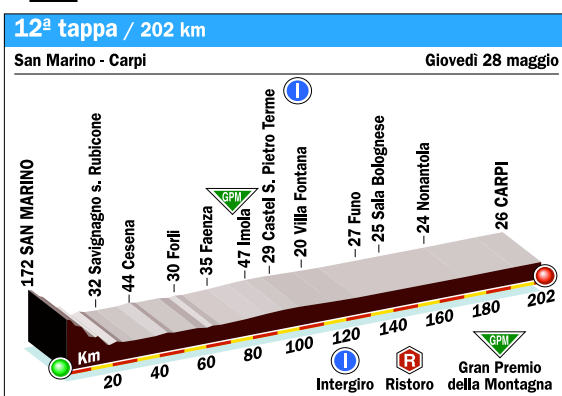 12ª tappa / 202 km
San Marino - Carpi
Giovedì 28 maggio
I
172 SAN MARINO
32 Savignagno s. Rubicone
44 Cesena
30 Forlì
35 Faenza
GPM
47 Imola
29 Castel S. Pietro Terme
20 Villa Fontana
27 Funo
25 Sala Bolognese
24 Nonantola
26 CARPI
Km
20
40
60
80
100
120
140
160
180
202
I
Intergiro
R
Ristoro
GPM
Gran Premio
della Montagna